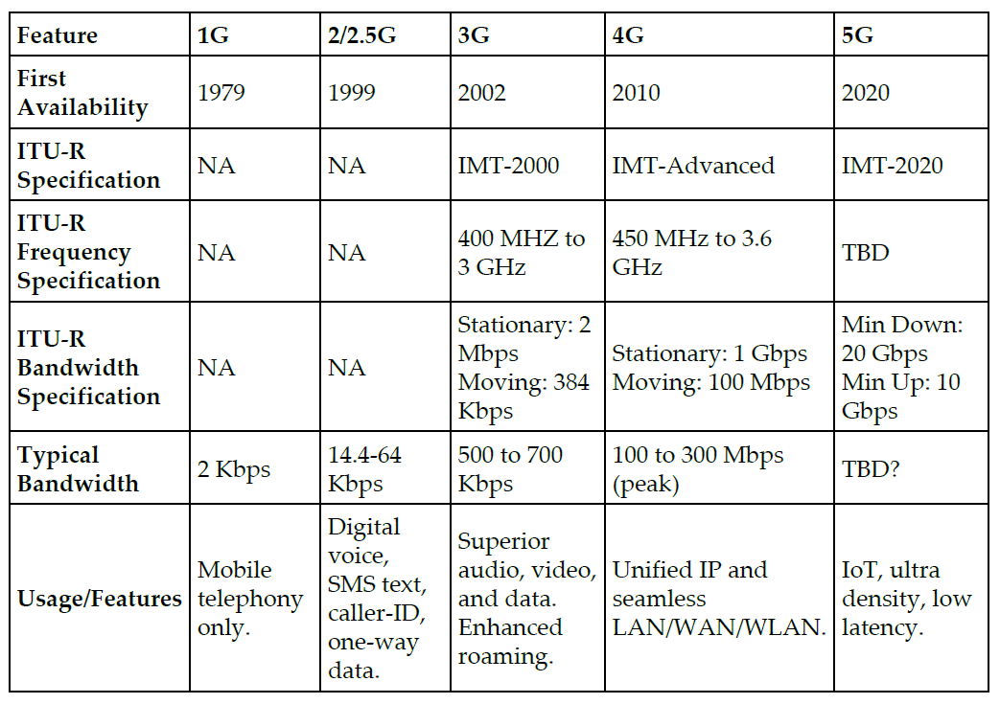 Feature 1G 2/2.5G 3G 4G 5G
First
Availability
1979 1999 2002 2010 2020
ITU-R
Specification
NA NA IMT-2000 IMT-Advanced IMT-2020
ITU-R
Frequency
Specification
NA NA
400 MHZ to
3 GHz
450 MHz to 3.6
GHz
TBD
ITU-R
Bandwidth
Specification
NA NA
Stationary: 2
Mbps
Moving: 384
Kbps
Stationary: 1 Gbps
Moving: 100 Mbps
Min Down:
20 Gbps
Min Up: 10
Gbps
Typical
Bandwidth
2 Kbps
14.4-64
Kbps
500 to 700
Kbps
100 to 300 Mbps
(peak)
TBD?
Usage/Features
Mobile
telephony
only.
Digital
voice,
SMS text,
caller-ID,
one-way
data.
Superior
audio, video,
and data.
Enhanced
roaming.
Unified IP and
seamless
LAN/WAN/WLAN.
IoT, ultra
density, low
latency.